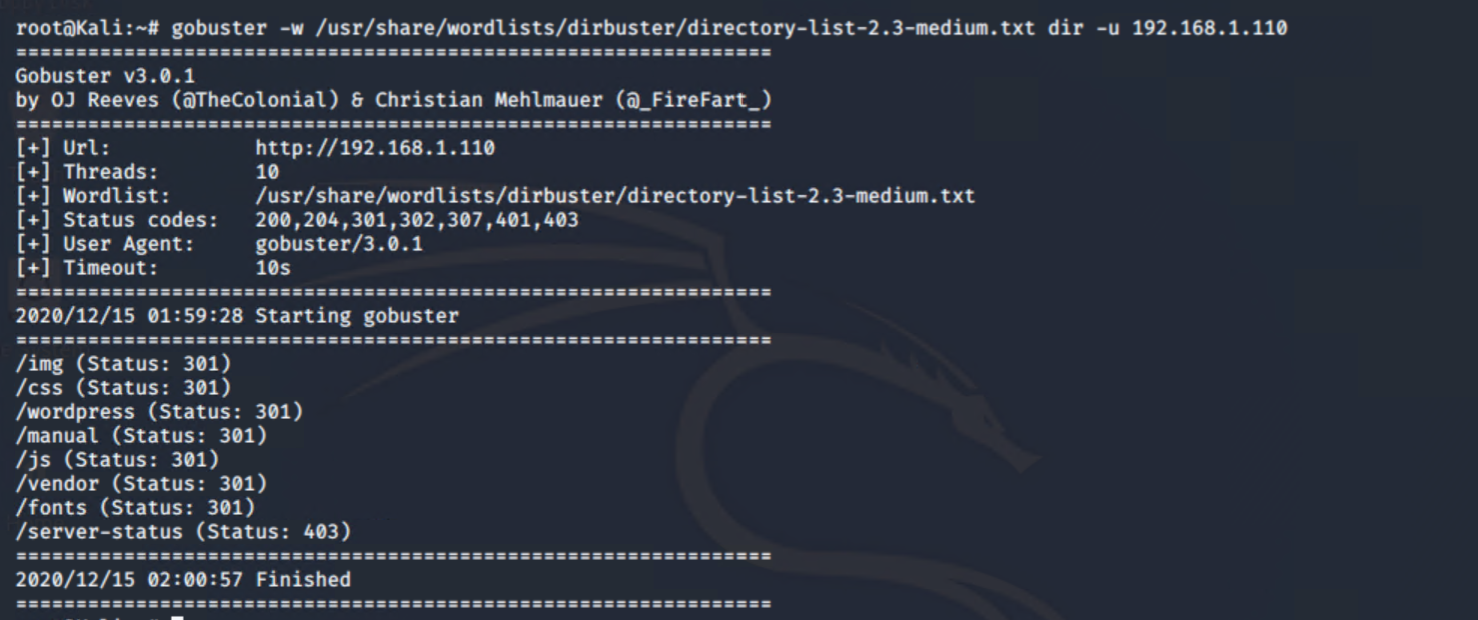 root@Kali:~# gobuster -w /usr/share/wordlists/dirbuster/directory-list-2.3-medium.txt dir -u 192.168.1.110
===============================================================
Gobuster v3.0.1
by OJ Reeves (@TheColonial) & Christian Mehlmauer (@_FireFart_)
===============================================================
[+] Url:            http://192.168.1.110
[+] Threads:        10
[+] Wordlist:       /usr/share/wordlists/dirbuster/directory-list-2.3-medium.txt
[+] Status codes:   200,204,301,302,307,401,403
[+] User Agent:     gobuster/3.0.1
[+] Timeout:        10s
===============================================================
2020/12/15 01:59:28 Starting gobuster
===============================================================
/img (Status: 301)
/css (Status: 301)
/wordpress (Status: 301)
/manual (Status: 301)
/js (Status: 301)
/vendor (Status: 301)
/fonts (Status: 301)
/server-status (Status: 403)
===============================================================
2020/12/15 02:00:57 Finished
===============================================================